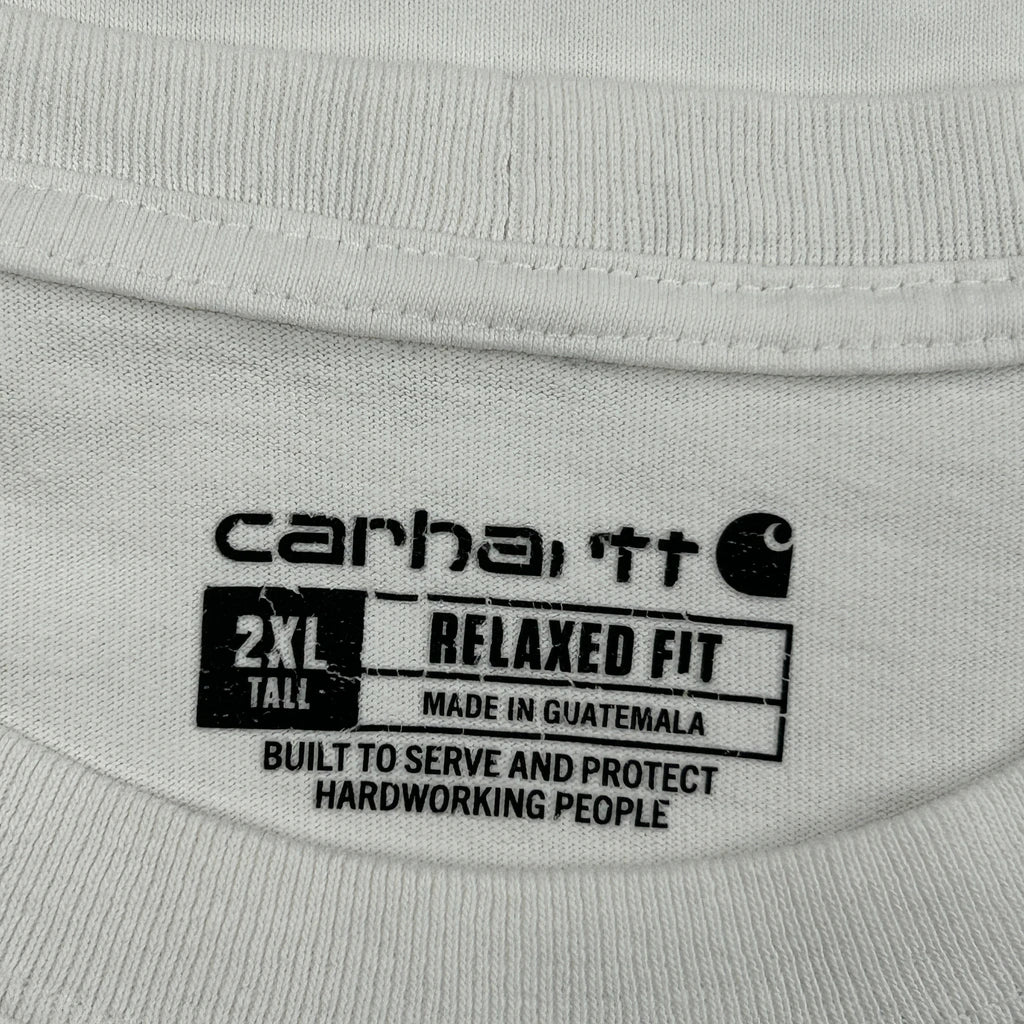 carhartt
2XL
TALL
RELAXED FIT
MADE IN GUATEMALA
BUILT TO SERVE AND PROTECT
HARDWORKING PEOPLE